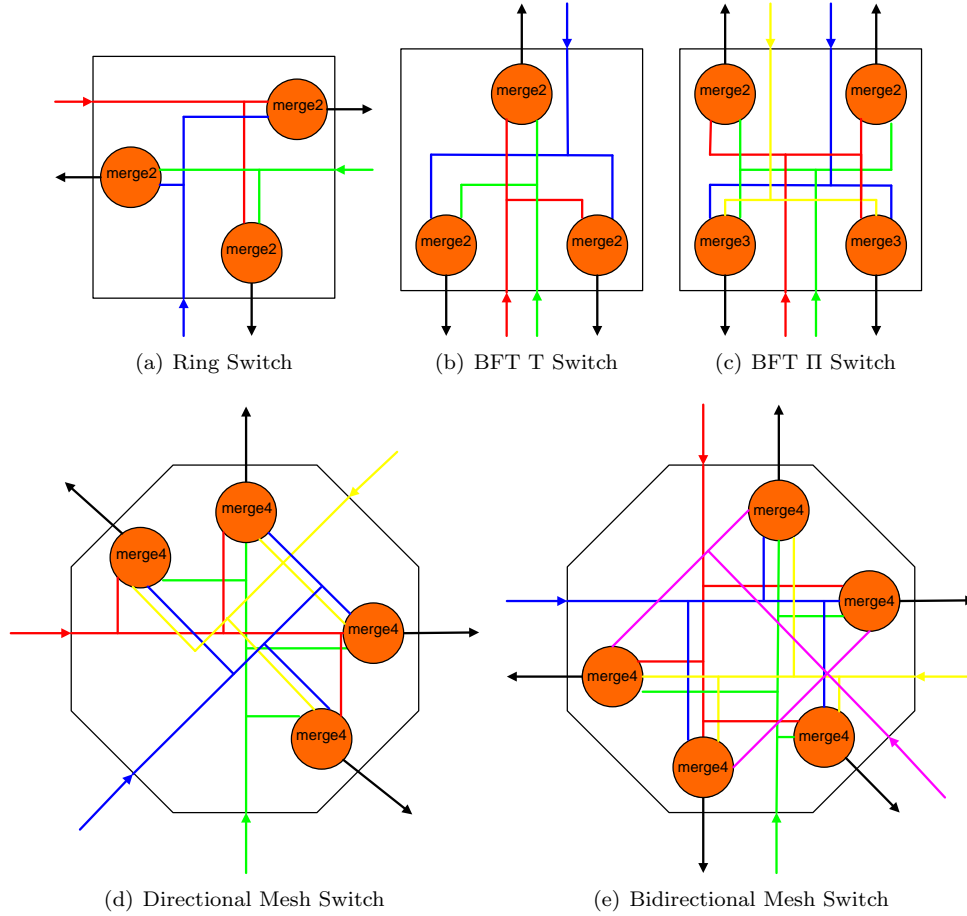 merge2
merge2
merge2
(a) Ring Switch
merge2
merge2
merge2
(b) BFT T Switch
merge2
merge2
merge3
merge3
(c) BFT Π Switch
merge4
merge4
merge4
merge4
(d) Directional Mesh Switch
merge4
merge4
merge4
merge4
merge4
(e) Bidirectional Mesh Switch